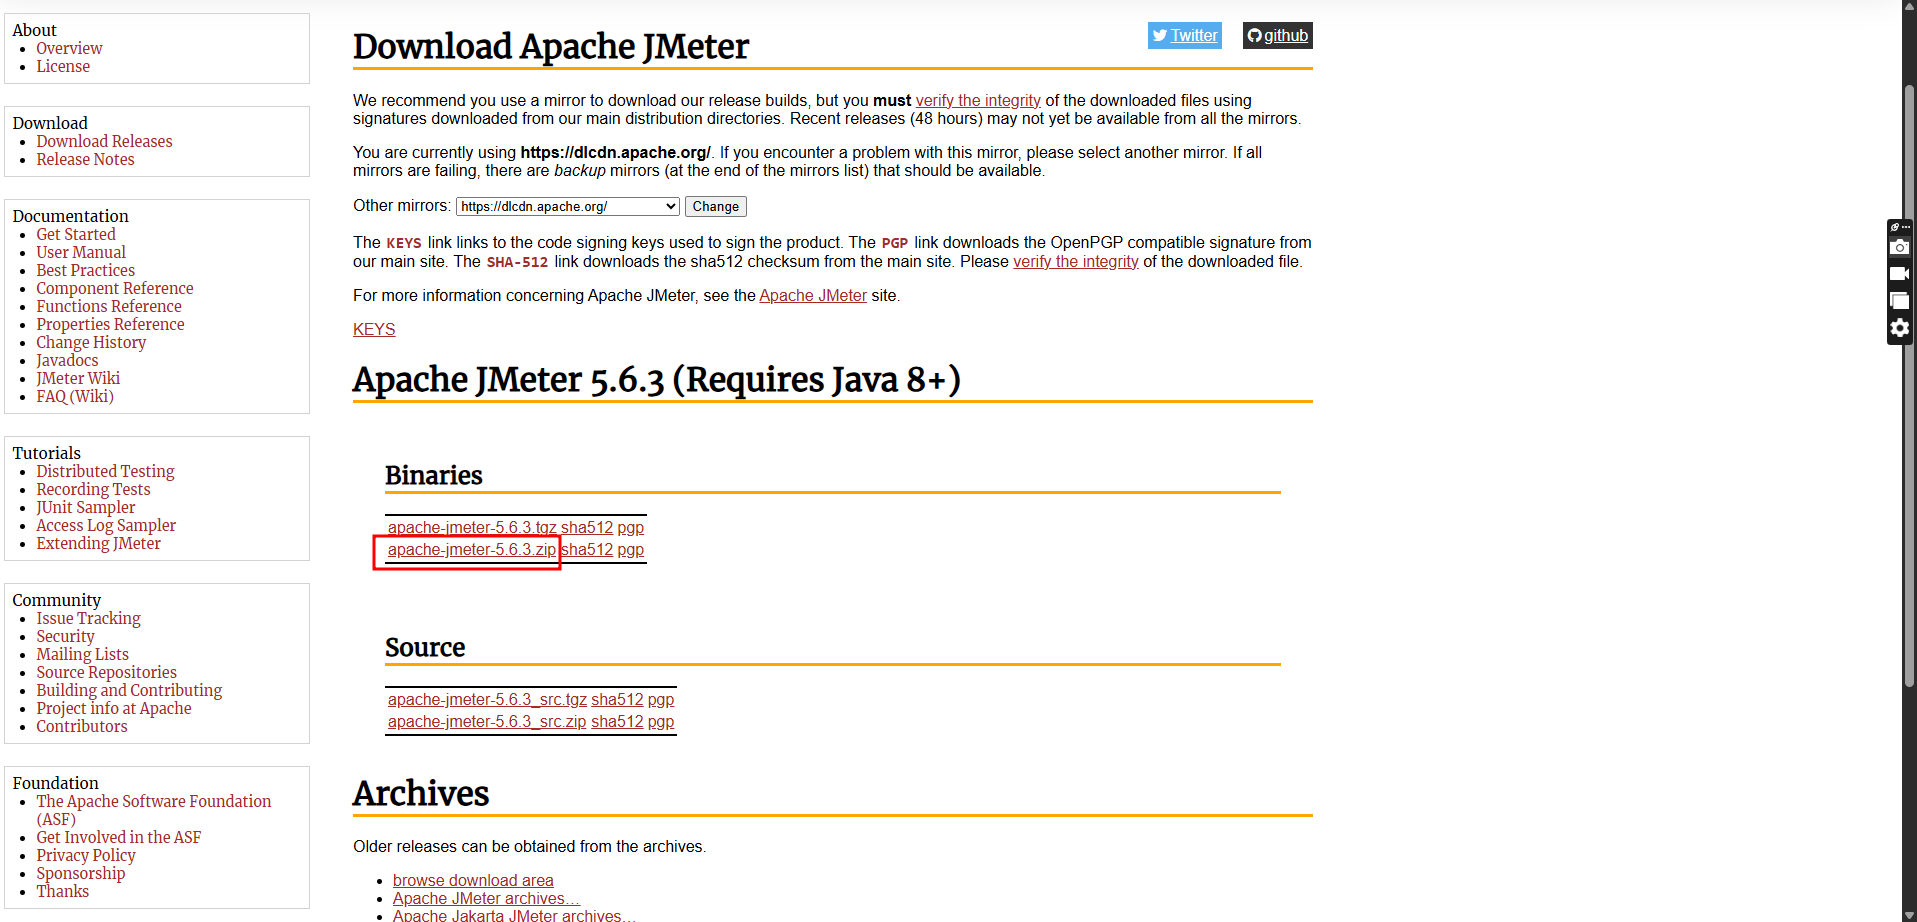 About
Overview
License
Download
Download Releases
Release Notes
Documentation
Get Started
User Manual
Best Practices
Component Reference
Functions Reference
Properties Reference
Change History
Javadocs
JMeter Wiki
FAQ (Wiki)
Tutorials
Distributed Testing
Recording Tests
JUnit Sampler
Access Log Sampler
Extending JMeter
Community
Issue Tracking
Security
Mailing Lists
Source Repositories
Building and Contributing
Project info at Apache
Contributors
Foundation
The Apache Software Foundation
(ASF)
Get Involved in the ASF
Privacy Policy
Sponsorship
Thanks
Twitter
github
Download Apache JMeter
We recommend you use a mirror to download our release builds, but you must verify the integrity of the downloaded files using
signatures downloaded from our main distribution directories. Recent releases (48 hours) may not yet be available from all the mirrors.
You are currently using https://dlcdn.apache.org/. If you encounter a problem with this mirror, please select another mirror. If all
mirrors are failing, there are backup mirrors (at the end of the mirrors list) that should be available.
Other mirrors: https://dlcdn.apache.org/ Change
The KEYS link links to the code signing keys used to sign the product. The PGP link downloads the OpenPGP compatible signature from
our main site. The SHA-512 link downloads the sha512 checksum from the main site. Please verify the integrity of the downloaded file.
For more information concerning Apache JMeter, see the Apache JMeter site.
KEYS
Apache JMeter 5.6.3 (Requires Java 8+)
Binaries
apache-jmeter-5.6.3.tgz sha512 pgp
apache-jmeter-5.6.3.zip sha512 pgp
Source
apache-jmeter-5.6.3_src.tgz sha512 pgp
apache-jmeter-5.6.3_src.zip sha512 pgp
Archives
Older releases can be obtained from the archives.
browse download area
Apache JMeter archives...
Apache Jakarta JMeter archives...